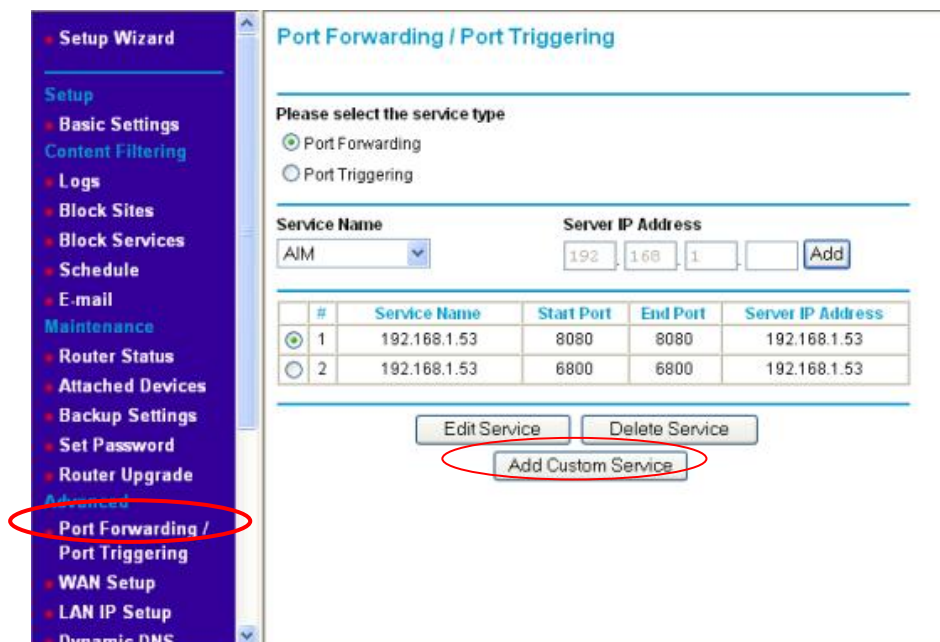 Setup Wizard
Setup
Basic Settings
Content Filtering
Logs
Block Sites
Block Services
Schedule
E-mail
Maintenance
Router Status
Attached Devices
Backup Settings
Set Password
Router Upgrade
Advanced
Port Forwarding /
Port Triggering
WAN Setup
LAN IP Setup
Dynamic DNS
Port Forwarding / Port Triggering
Please select the service type
Port Forwarding
Port Triggering
Service Name Server IP Address
AIM 192 . 168 . 1 . Add
# Service Name Start Port End Port Server IP Address
1 192.168.1.53 8080 8080 192.168.1.53
2 192.168.1.53 6800 6800 192.168.1.53
Edit Service Delete Service
Add Custom Service